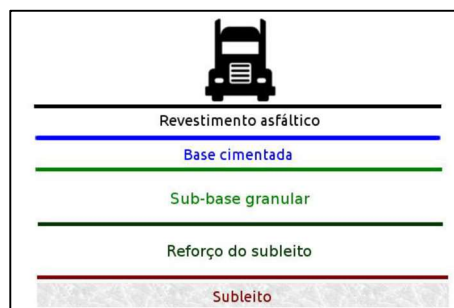 Revestimento asfáltico
Base cimentada
Sub-base granular
Reforço do subleito
Subleito